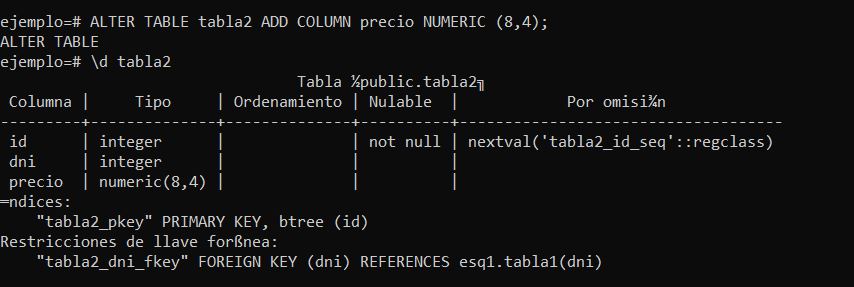 ejemplo=# ALTER TABLE tabla2 ADD COLUMN precio NUMERIC (8,4);
ALTER TABLE
ejemplo=# \d tabla2
                                Tabla ½public.tabla2╗
 Columna |     Tipo     | Ordenamiento | Nulable  |            Por omisi¾n
---------+--------------+--------------+----------+------------------------------------
 id      | integer      |              | not null | nextval('tabla2_id_seq'::regclass)
 dni     | integer      |              |          |
 precio  | numeric(8,4) |              |          |
═ndices:
    "tabla2_pkey" PRIMARY KEY, btree (id)
Restricciones de llave forßnea:
    "tabla2_dni_fkey" FOREIGN KEY (dni) REFERENCES esq1.tabla1(dni)